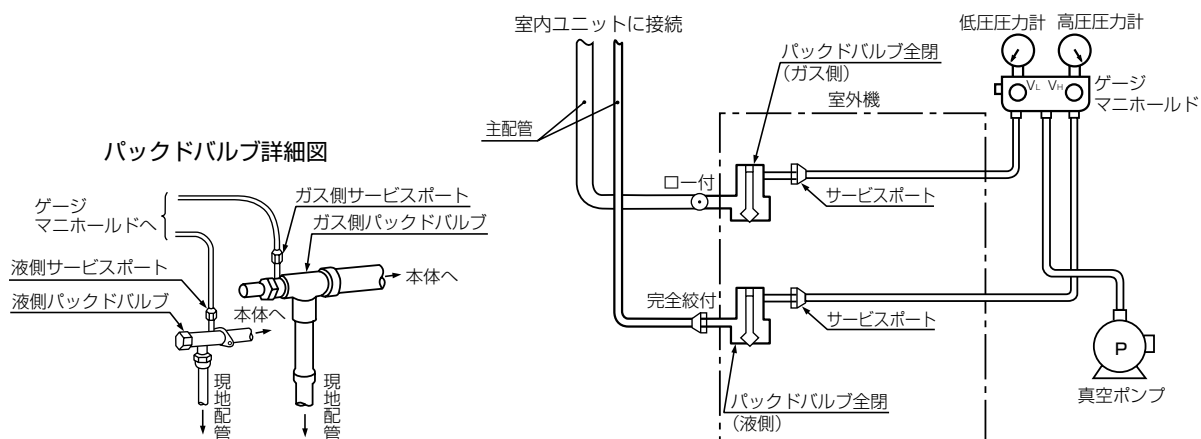 パックドバルブ詳細図
ゲージ
マニホールドへ
ガス側サービスポート
ガス側パックドバルブ
液側サービスポート
液側パックドバルブ
本体へ
本体へ
現地配管
現地配管
室内ユニットに接続
主配管
パックドバルブ全閉
(ガス側)
室外機
低圧圧力計
高圧圧力計
VL
VH
ゲージ
マニホールド
ロー付
サービスポート
完全絞付
サービスポート
パックドバルブ全閉
(液側)
P
真空ポンプ